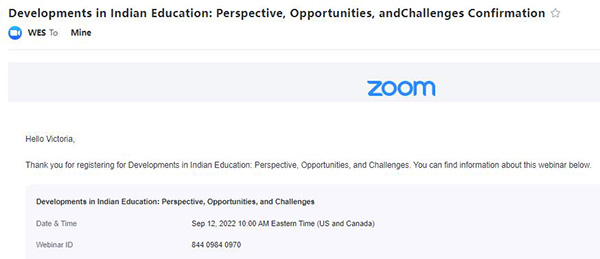 Developments in Indian Education: Perspective, Opportunities, andChallenges Confirmation
WES To Mine
zoom
Hello Victoria,
Thank you for registering for Developments in Indian Education: Perspective, Opportunities, and Challenges. You can find information about this webinar below.
Developments in Indian Education: Perspective, Opportunities, and Challenges
Date & Time Sep 12, 2022 10:00 AM Eastern Time (US and Canada)
Webinar ID 844 0984 0970